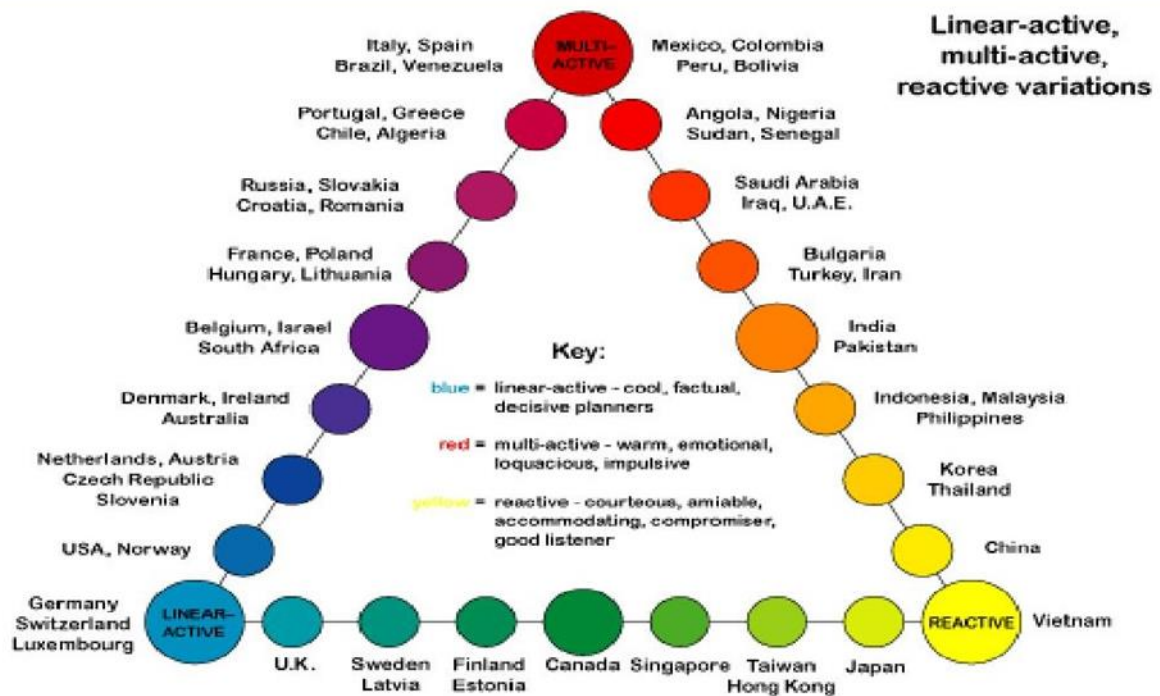 Linear-active,
multi-active,
reactive variations
MULTI-
ACTIVE
Italy, Spain
Brazil, Venezuela
Mexico, Colombia
Peru, Bolivia
Portugal, Greece
Chile, Algeria
Angola, Nigeria
Sudan, Senegal
Russia, Slovakia
Croatia, Romania
Saudi Arabia
Iraq, U.A.E.
France, Poland
Hungary, Lithuania
Bulgaria
Turkey, Iran
Belgium, Israel
South Africa
India
Pakistan
Denmark, Ireland
Australia
Indonesia, Malaysia
Philippines
Netherlands, Austria
Czech Republic
Slovenia
Korea
Thailand
USA, Norway
China
Key:
blue = linear-active - cool, factual,
decisive planners
red = multi-active - warm, emotional,
loquacious, impulsive
yellow = reactive - courteous, amiable,
accommodating, compromiser,
good listener
Germany
Switzerland
Luxembourg
LINEAR-
ACTIVE
U.K.
Sweden
Latvia
Finland
Estonia
Canada
Singapore
Taiwan
Hong Kong
Japan
REACTIVE
Vietnam